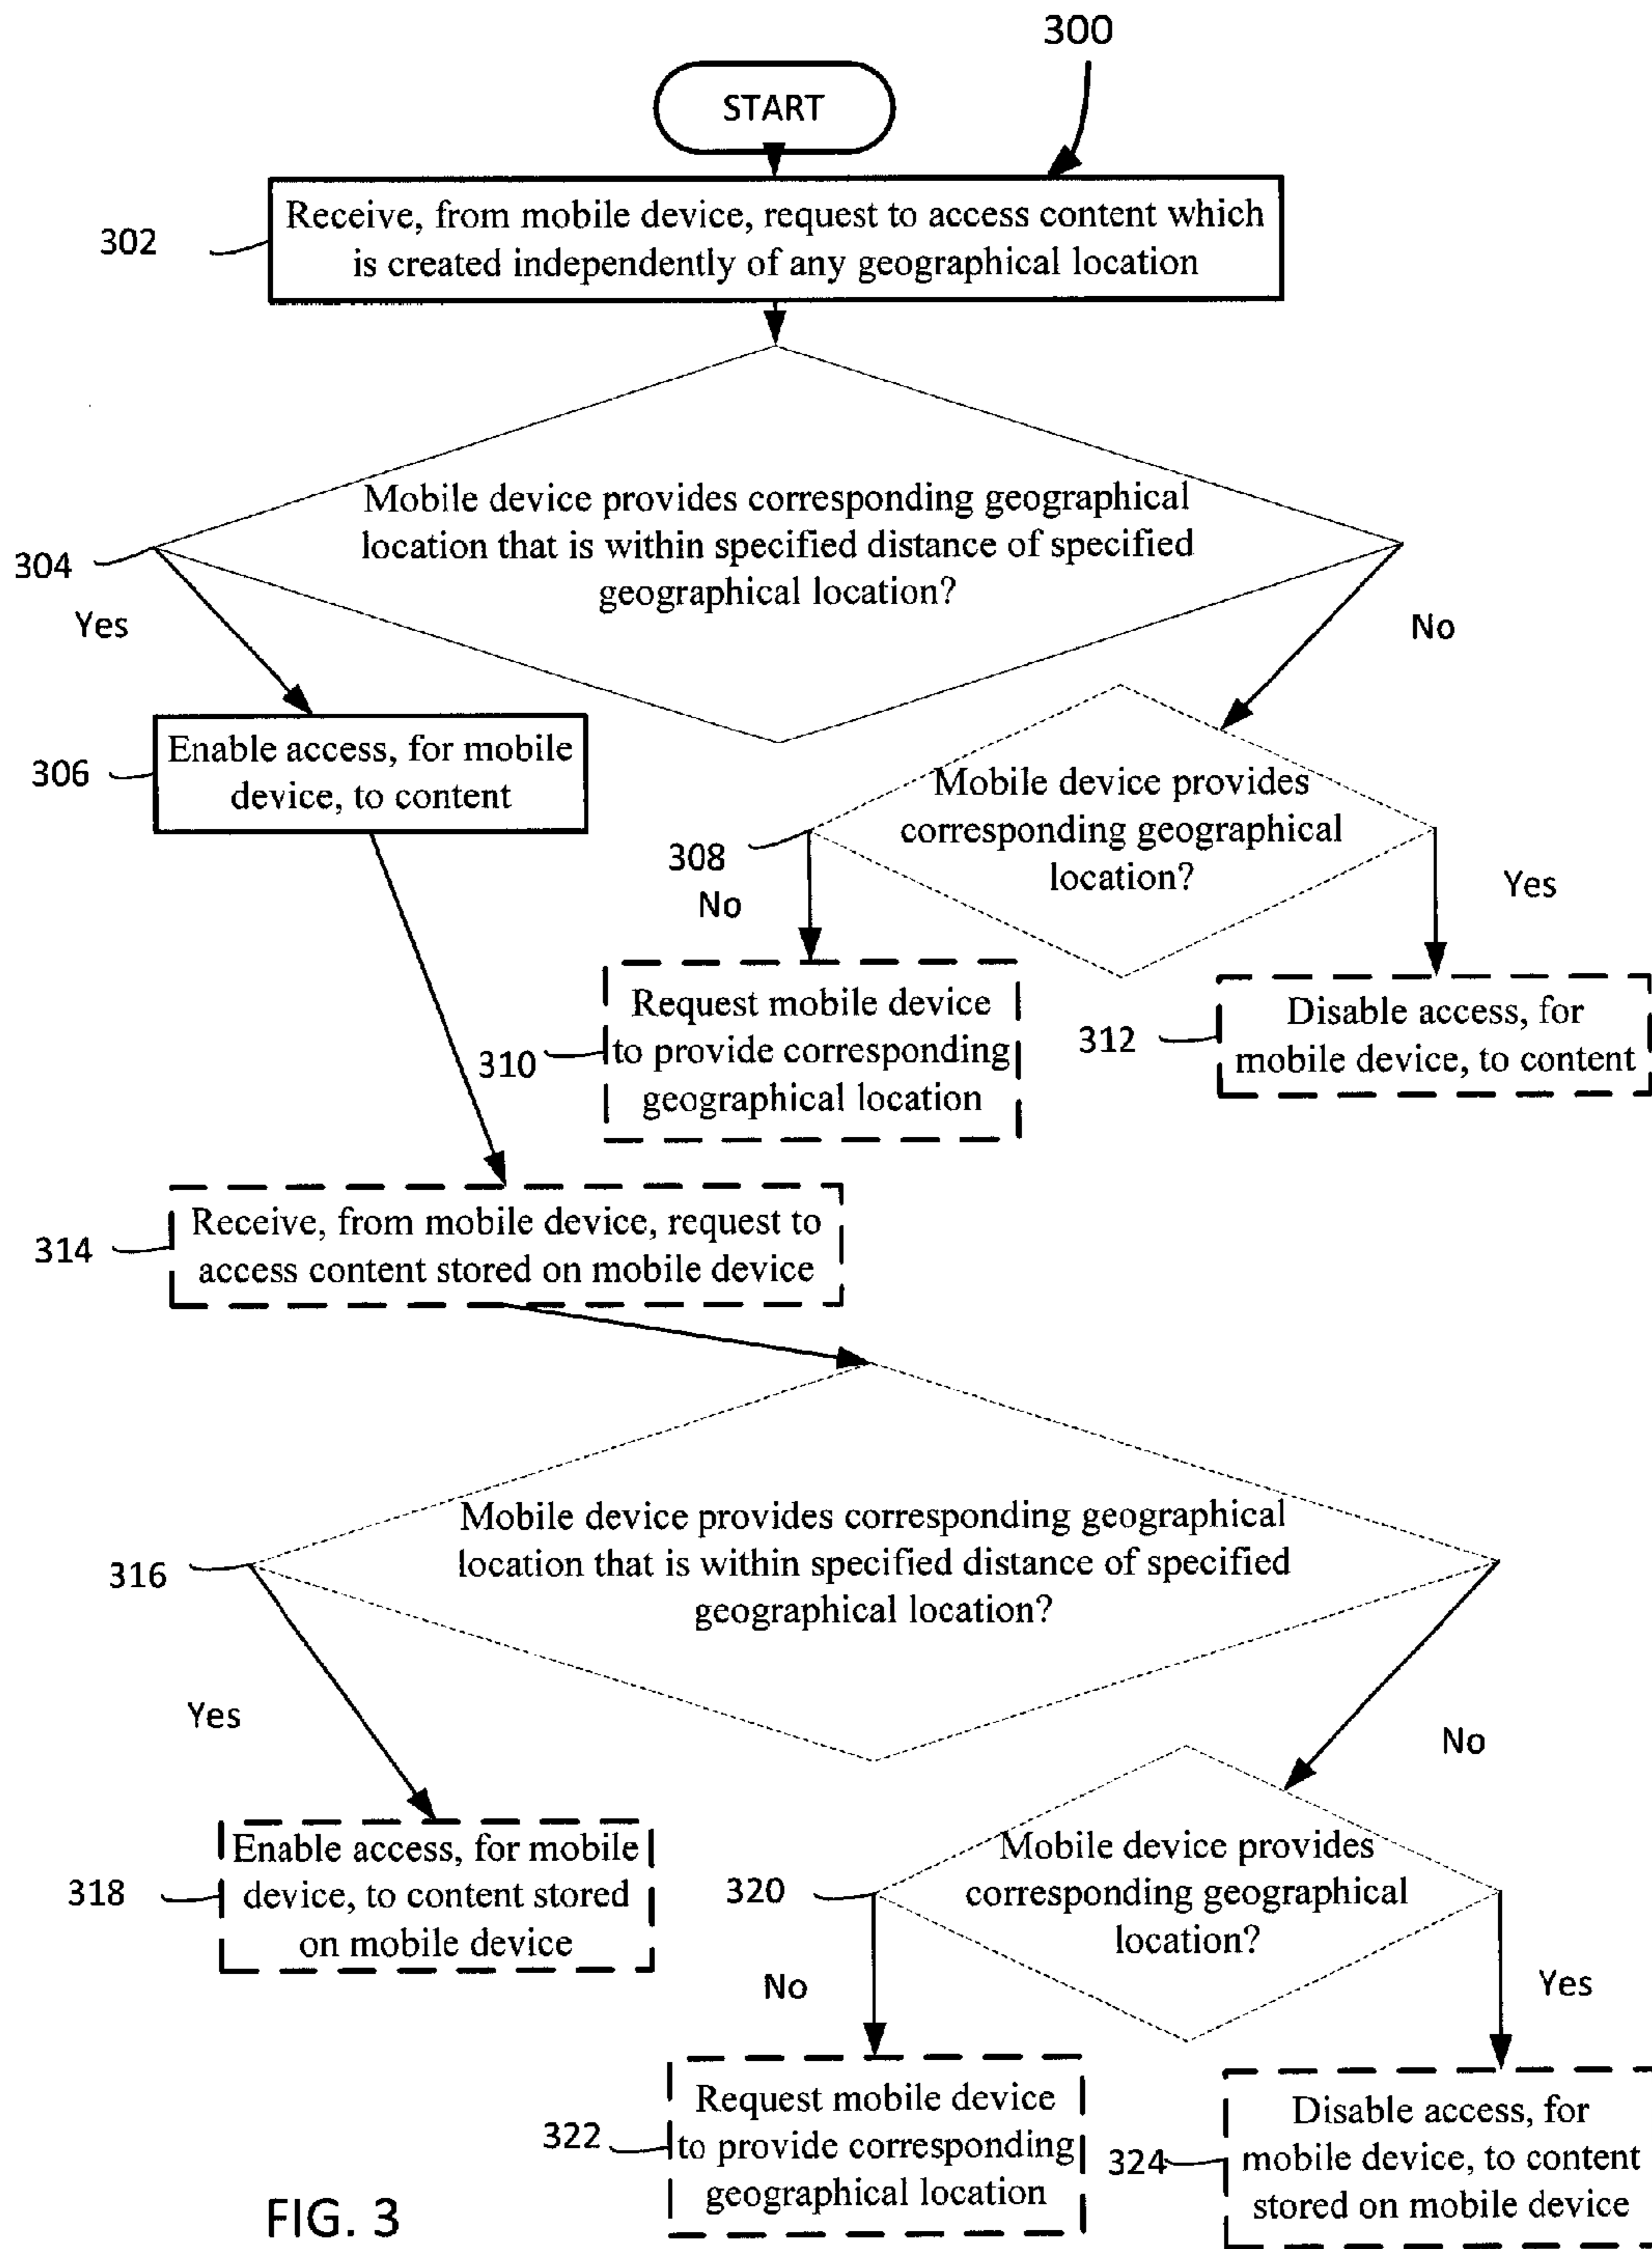 300
START
302
Receive, from mobile device, request to access content which
is created independently of any geographical location
Mobile device provides corresponding geographical
location that is within specified distance of specified
geographical location?
304
Yes
No
306
Enable access, for mobile
device, to content
Mobile device provides
corresponding geographical
location?
308
No
Yes
310
Request mobile device
to provide corresponding
geographical location
312
Disable access, for
mobile device, to content
314
Receive, from mobile device, request to
access content stored on mobile device
316
Mobile device provides corresponding geographical
location that is within specified distance of specified
geographical location?
Yes
No
318
Enable access, for mobile
device, to content stored
on mobile device
320
Mobile device provides
corresponding geographical
location?
No
Yes
322
Request mobile device
to provide corresponding
geographical location
324
Disable access, for
mobile device, to content
stored on mobile device
FIG. 3